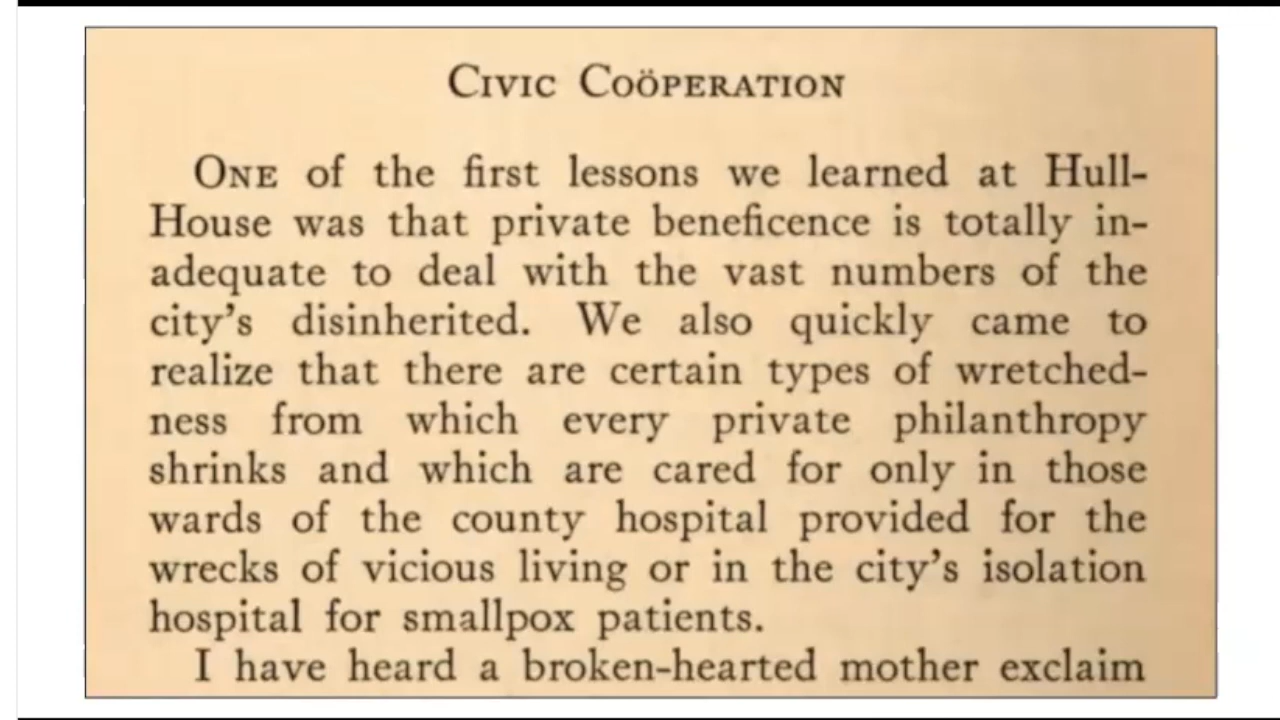 Civic Coöperation
One of the first lessons we learned at Hull-
House was that private beneficence is totally in-
adequate to deal with the vast numbers of the
city's disinherited. We also quickly came to
realize that there are certain types of wretched-
ness from which every private philanthropy
shrinks and which are cared for only in those
wards of the county hospital provided for the
wrecks of vicious living or in the city's isolation
hospital for smallpox patients.
I have heard a broken-hearted mother exclaim